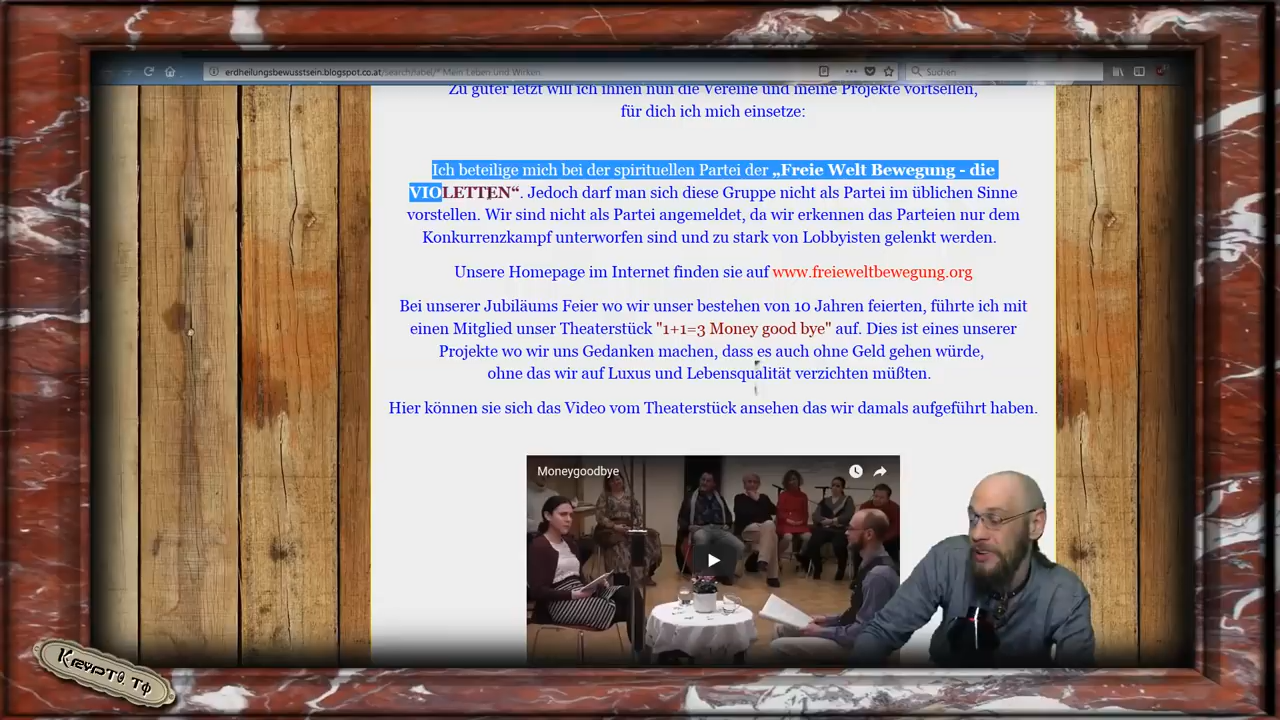 erdheilungsbewusstsein.blogspot.co.at/search/label/* Mein Leben und Wirken.
Suchen
Zu guter letzt will ich ihnen nun die Vereine und meine Projekte vortsellen,
für dich ich mich einsetze:
Ich beteilige mich bei der spirituellen Partei der „Freie Welt Bewegung - die
VIOLETTEN“. Jedoch darf man sich diese Gruppe nicht als Partei im üblichen Sinne
vorstellen. Wir sind nicht als Partei angemeldet, da wir erkennen das Parteien nur dem
Konkurrenzkampf unterworfen sind und zu stark von Lobbyisten gelenkt werden.
Unsere Homepage im Internet finden sie auf www.freieweltbewegung.org
Bei unserer Jubiläums Feier wo wir unser bestehen von 10 Jahren feierten, führte ich mit
einen Mitglied unser Theaterstück "1+1=3 Money good bye" auf. Dies ist eines unserer
Projekte wo wir uns Gedanken machen, dass es auch ohne Geld gehen würde,
ohne das wir auf Luxus und Lebensqualität verzichten müßten.
Hier können sie sich das Video vom Theaterstück ansehen das wir damals aufgeführt haben.
Moneygoodbye
Krypto. Tφ